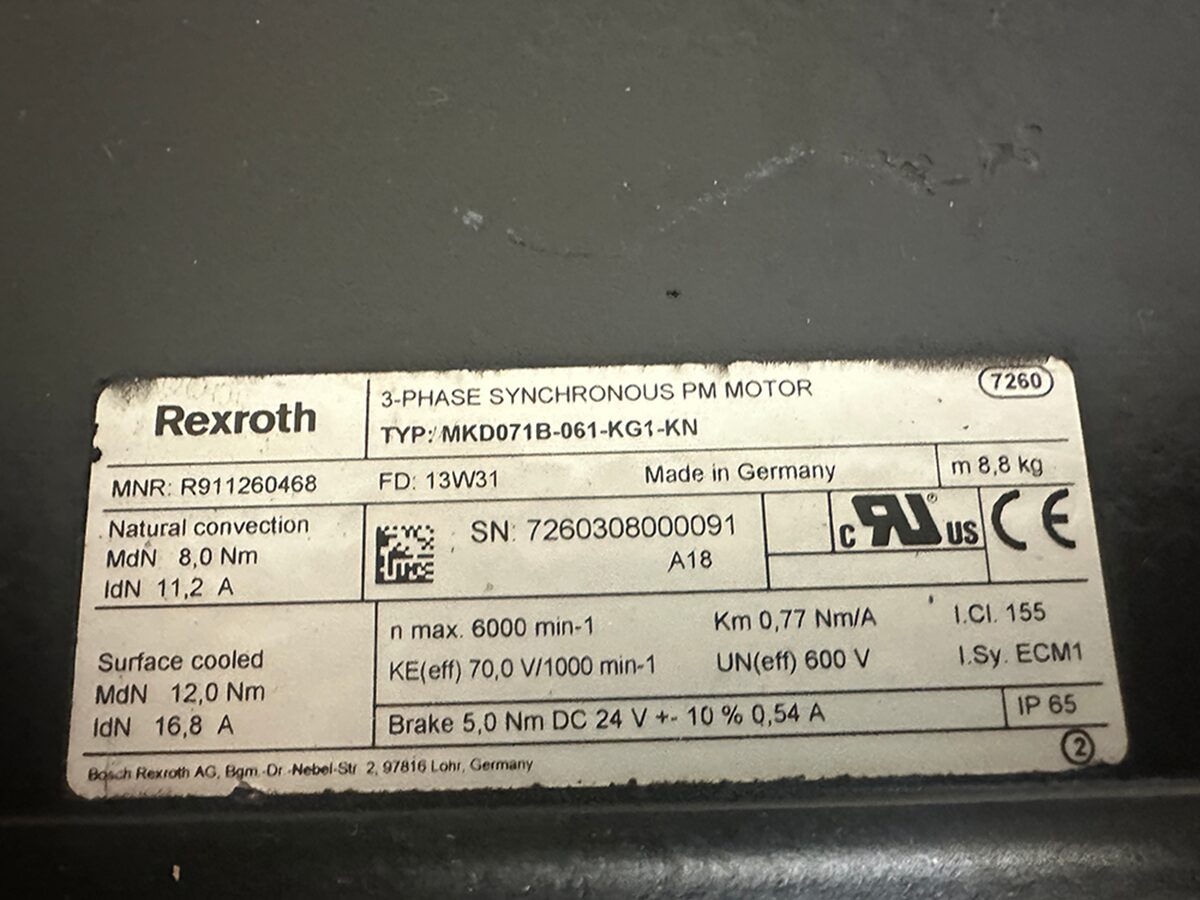 Rexroth
3-PHASE SYNCHRONOUS PM MOTOR
7260
TYP: MKD071B-061-KG1-KN
MNR: R911260468
FD: 13W31
Made in Germany
m 8,8 kg
Natural convection
MdN 8,0 Nm
IdN 11,2 A
SN: 7260308000091
A18
c RU US
®
CE
Surface cooled
MdN 12,0 Nm
IdN 16,8 A
n max. 6000 min-1
Km 0,77 Nm/A
I.Cl. 155
KE(eff) 70,0 V/1000 min-1
UN(eff) 600 V
I.Sy. ECM1
Brake 5,0 Nm DC 24 V +- 10 % 0,54 A
IP 65
Bosch Rexroth AG, Bgm.-Dr.-Nebel-Str. 2, 97816 Lohr, Germany
2